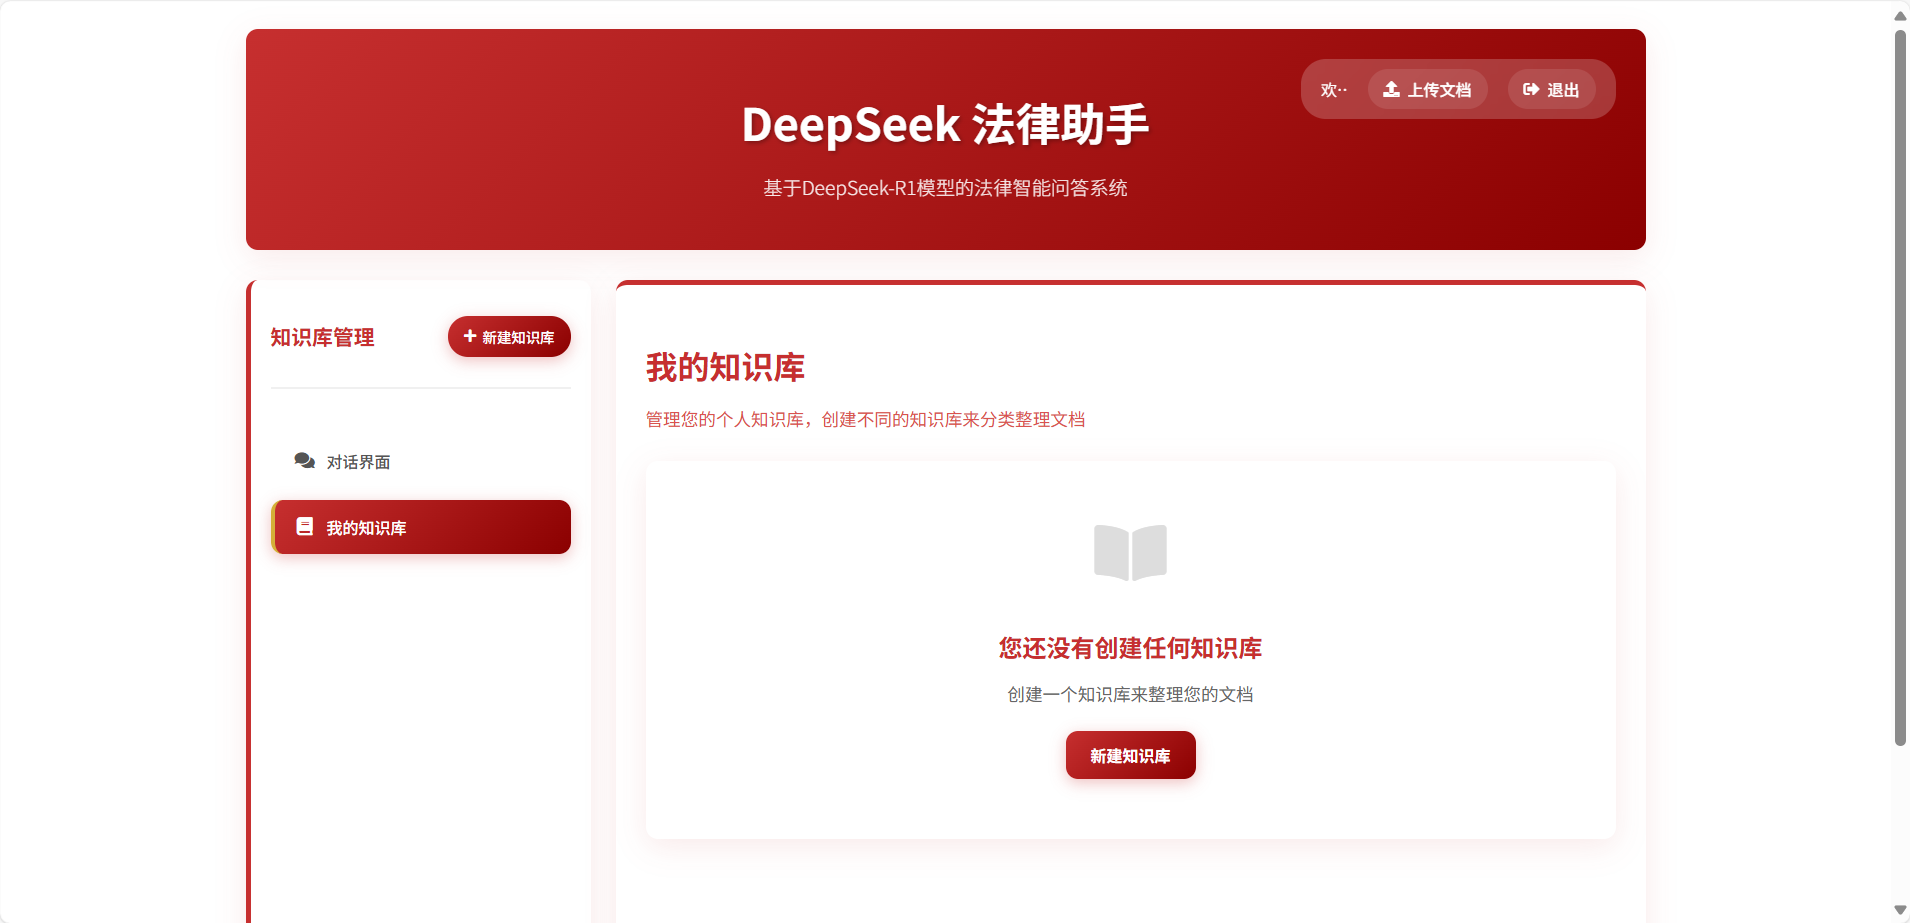 欢··
上传文档
退出
DeepSeek 法律助手
基于DeepSeek-R1模型的法律智能问答系统
知识库管理
新建知识库
对话界面
我的知识库
我的知识库
管理您的个人知识库，创建不同的知识库来分类整理文档
您还没有创建任何知识库
创建一个知识库来整理您的文档
新建知识库